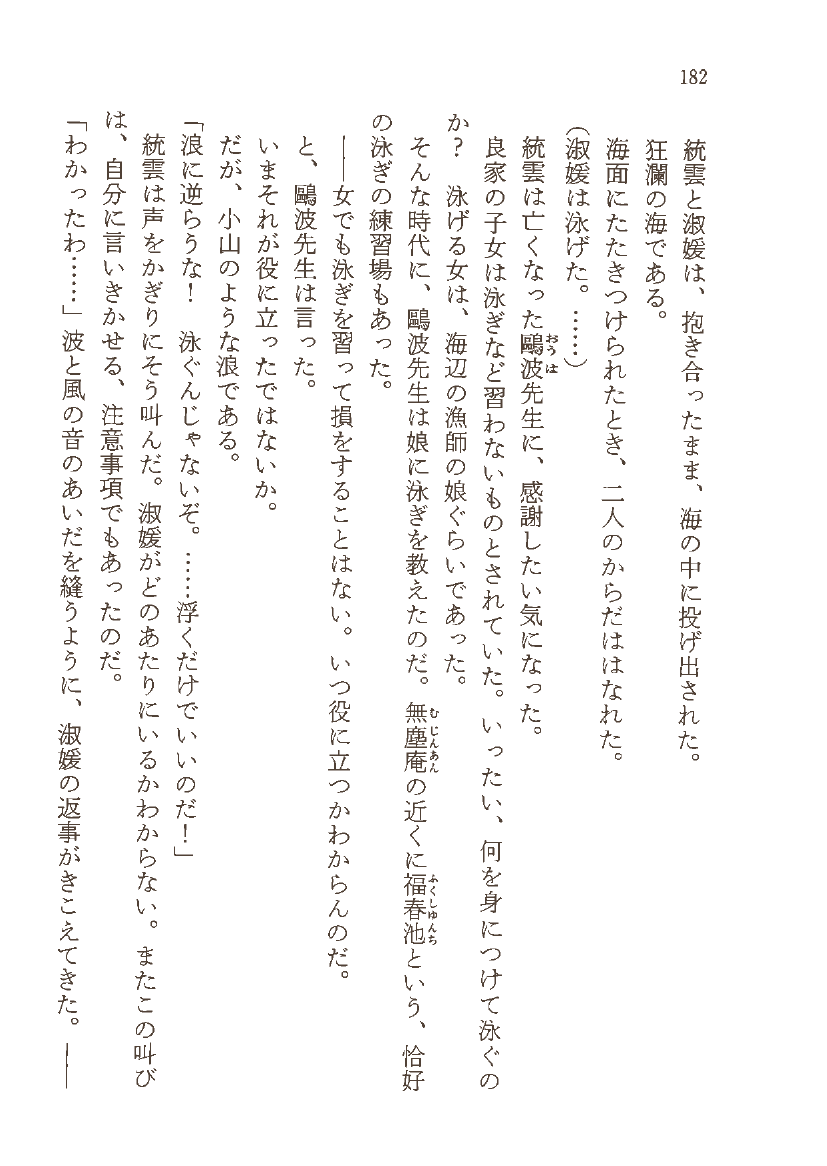 182
統雲と淑媛は、抱き合ったまま、海の中に投げ出された。
狂瀾の海である。
海面にたたきつけられたとき、二人のからだははなれた。
(淑媛は泳げた。……)
統雲は亡くなった鷗波先生に、感謝したい気になった。
良家の子女は泳ぎなど習わないものとされていた。いったい、何を身につけて泳ぐの
か？　泳げる女は、海辺の漁師の娘ぐらいであった。
そんな時代に、鷗波先生は娘に泳ぎを教えたのだ。無塵庵の近くに福春池という、恰好
の泳ぎの練習場もあった。
――女でも泳ぎを習って損をすることはない。いつ役に立つかわからんのだ。
と、鷗波先生は言った。
いまそれが役に立ったではないか。
だが、小山のような浪である。
「浪に逆らうな！　泳ぐんじゃないぞ。……浮くだけでいいのだ！」
統雲は声をかぎりにそう叫んだ。淑媛がどのあたりにいるかわからない。またこの叫び
は、自分に言いきかせる、注意事項でもあったのだ。
「わかったわ……」波と風の音のあいだを縫うように、淑媛の返事がきこえてきた。――